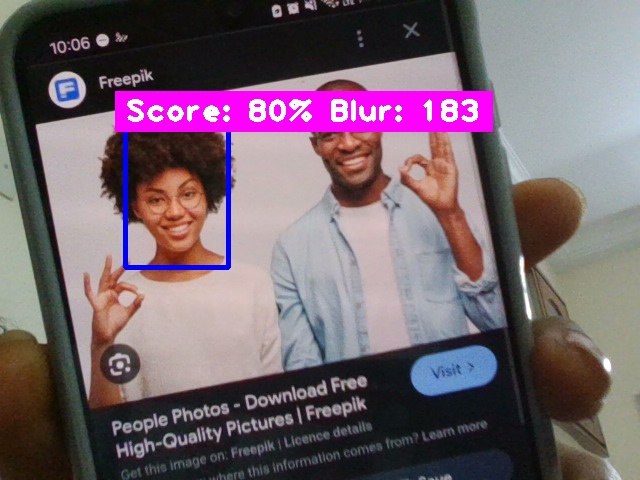 10:06
Freepik
Score: 80% Blur: 183
People Photos - Download Free
High-Quality Pictures | Freepik
Visit >
Get this image on: Freepik | Licence details
where this information comes from? Learn more